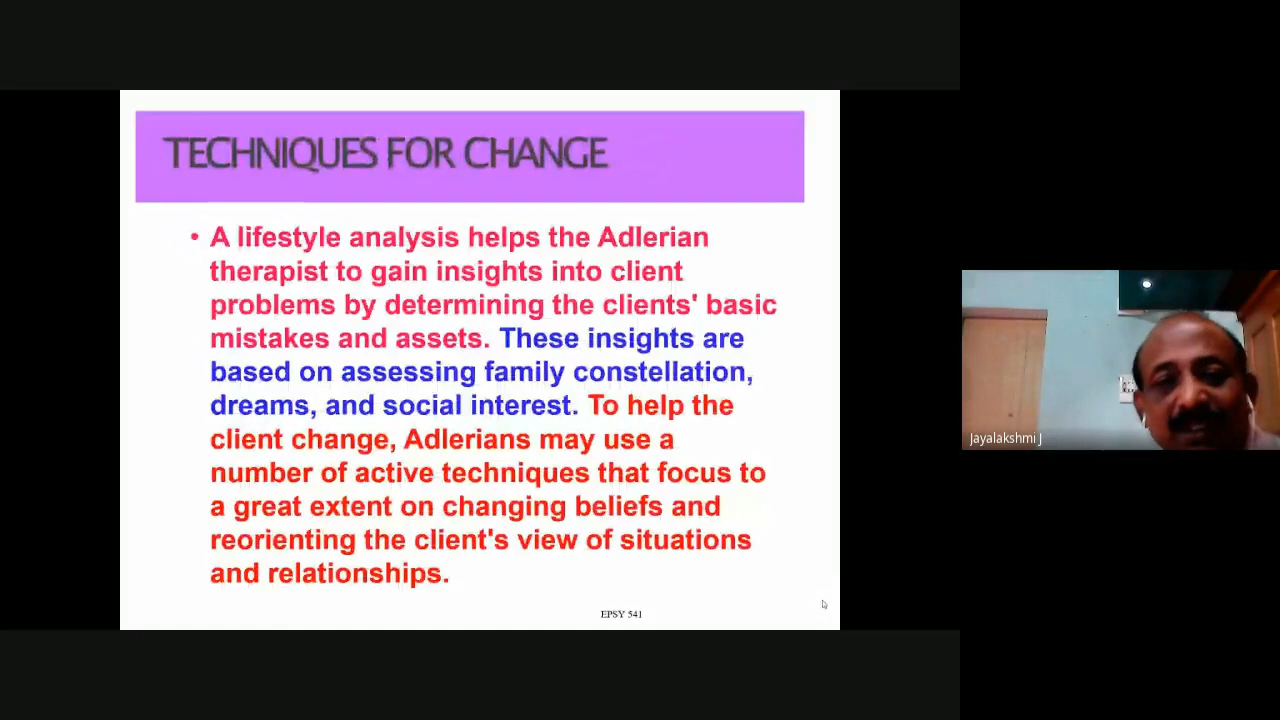 TECHNIQUES FOR CHANGE
• A lifestyle analysis helps the Adlerian
therapist to gain insights into client
problems by determining the clients' basic
mistakes and assets. These insights are
based on assessing family constellation,
dreams, and social interest. To help the
client change, Adlerians may use a
number of active techniques that focus to
a great extent on changing beliefs and
reorienting the client's view of situations
and relationships.
EPSY 541
Jayalakshmi J